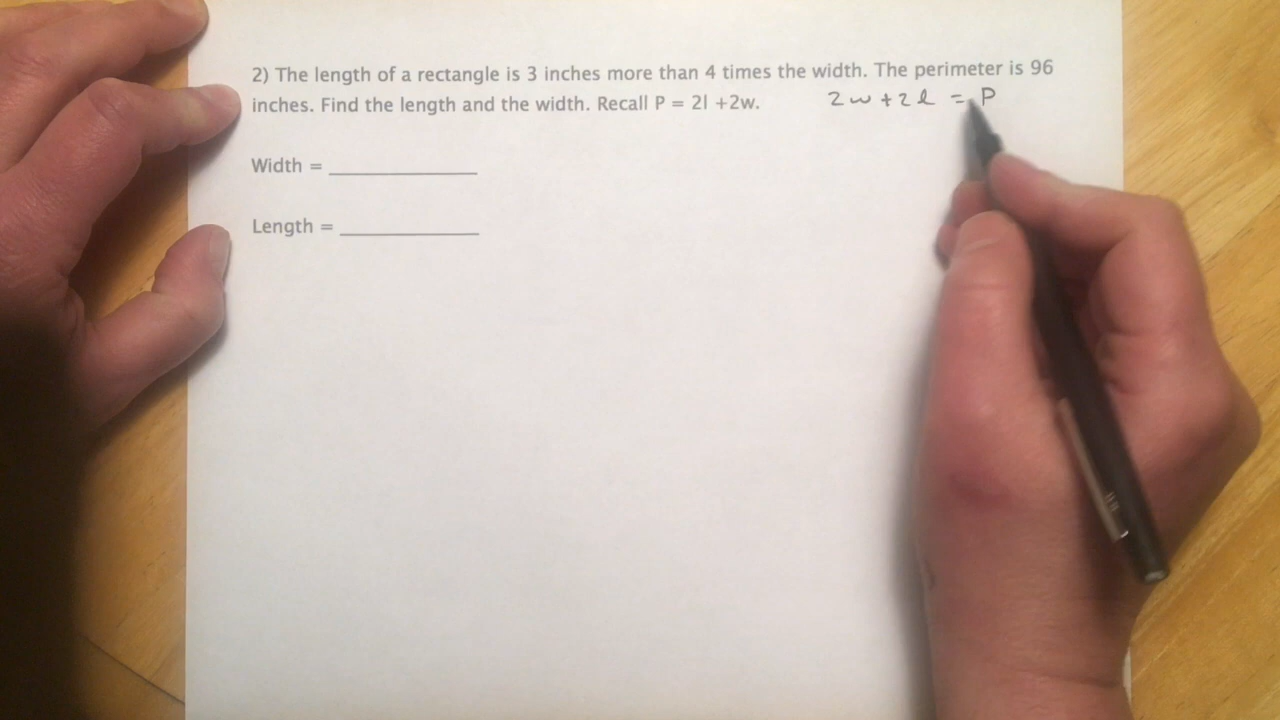 2) The length of a rectangle is 3 inches more than 4 times the width. The perimeter is 96
inches. Find the length and the width. Recall P = 2l +2w.
2w + 2l = P
Width = ______________
Length = _____________